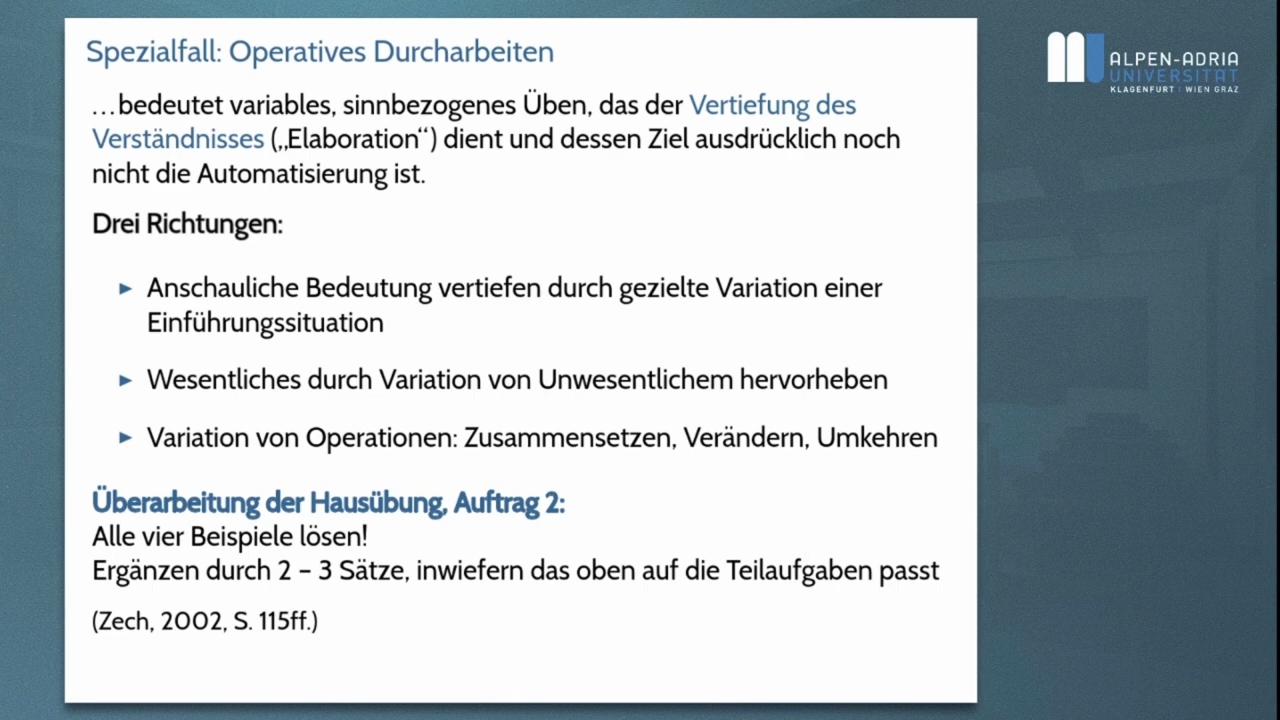 Spezialfall: Operatives Durcharbeiten
…bedeutet variables, sinnbezogenes Üben, das der Vertiefung des
Verständnisses („Elaboration“) dient und dessen Ziel ausdrücklich noch
nicht die Automatisierung ist.
Drei Richtungen:
► Anschauliche Bedeutung vertiefen durch gezielte Variation einer
Einführungssituation
► Wesentliches durch Variation von Unwesentlichem hervorheben
► Variation von Operationen: Zusammensetzen, Verändern, Umkehren
Überarbeitung der Hausübung, Auftrag 2:
Alle vier Beispiele lösen!
Ergänzen durch 2 – 3 Sätze, inwiefern das oben auf die Teilaufgaben passt
(Zech, 2002, S. 115ff.)
ALPEN-ADRIA
UNIVERSITÄT
KLAGENFURT | WIEN GRAZ